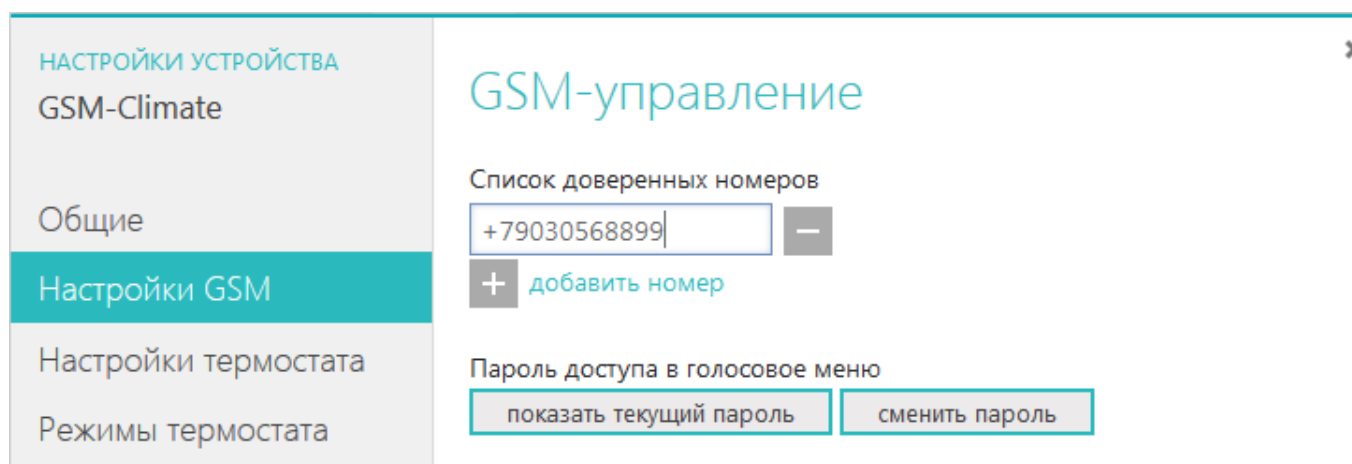 НАСТРОЙКИ УСТРОЙСТВА
GSM-Climate
Общие
Настройки GSM
Настройки термостата
Режимы термостата
GSM-управление
Список доверенных номеров
+79030568899
добавить номер
Пароль доступа в голосовое меню
показать текущий пароль сменить пароль